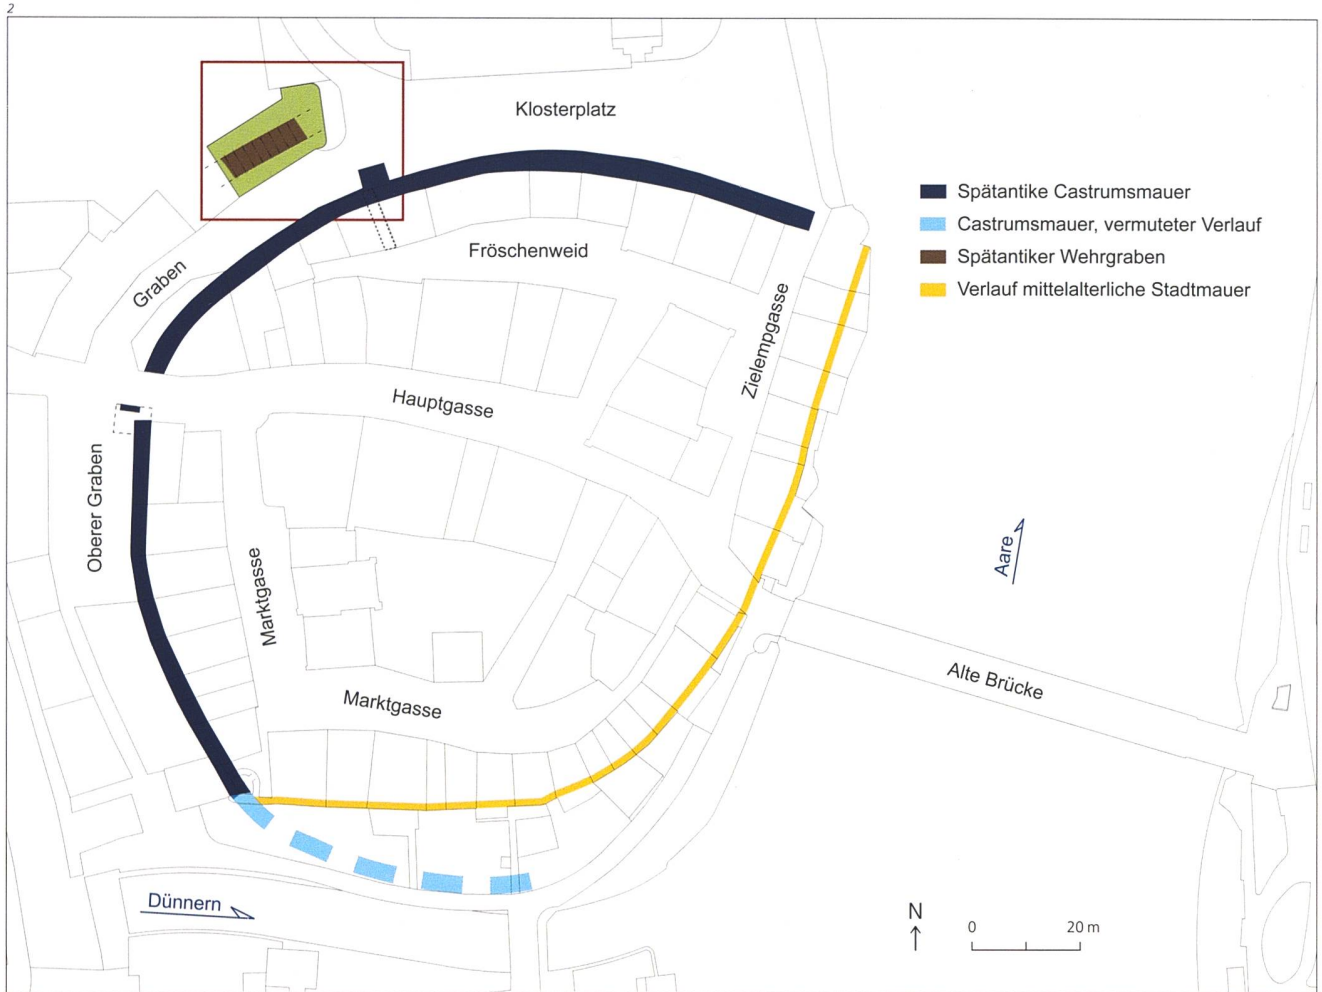 2
Klosterplatz
Spätantike Castrumsmauer
Castrumsmauer, vermuteter Verlauf
Spätantiker Wehrgraben
Verlauf mittelalterliche Stadtmauer
Fröschenweid
Graben
Zielempgasse
Hauptgasse
Oberer Graben
Aare
Marktgasse
Alte Brücke
Marktgasse
Dünnern
N
0 20 m